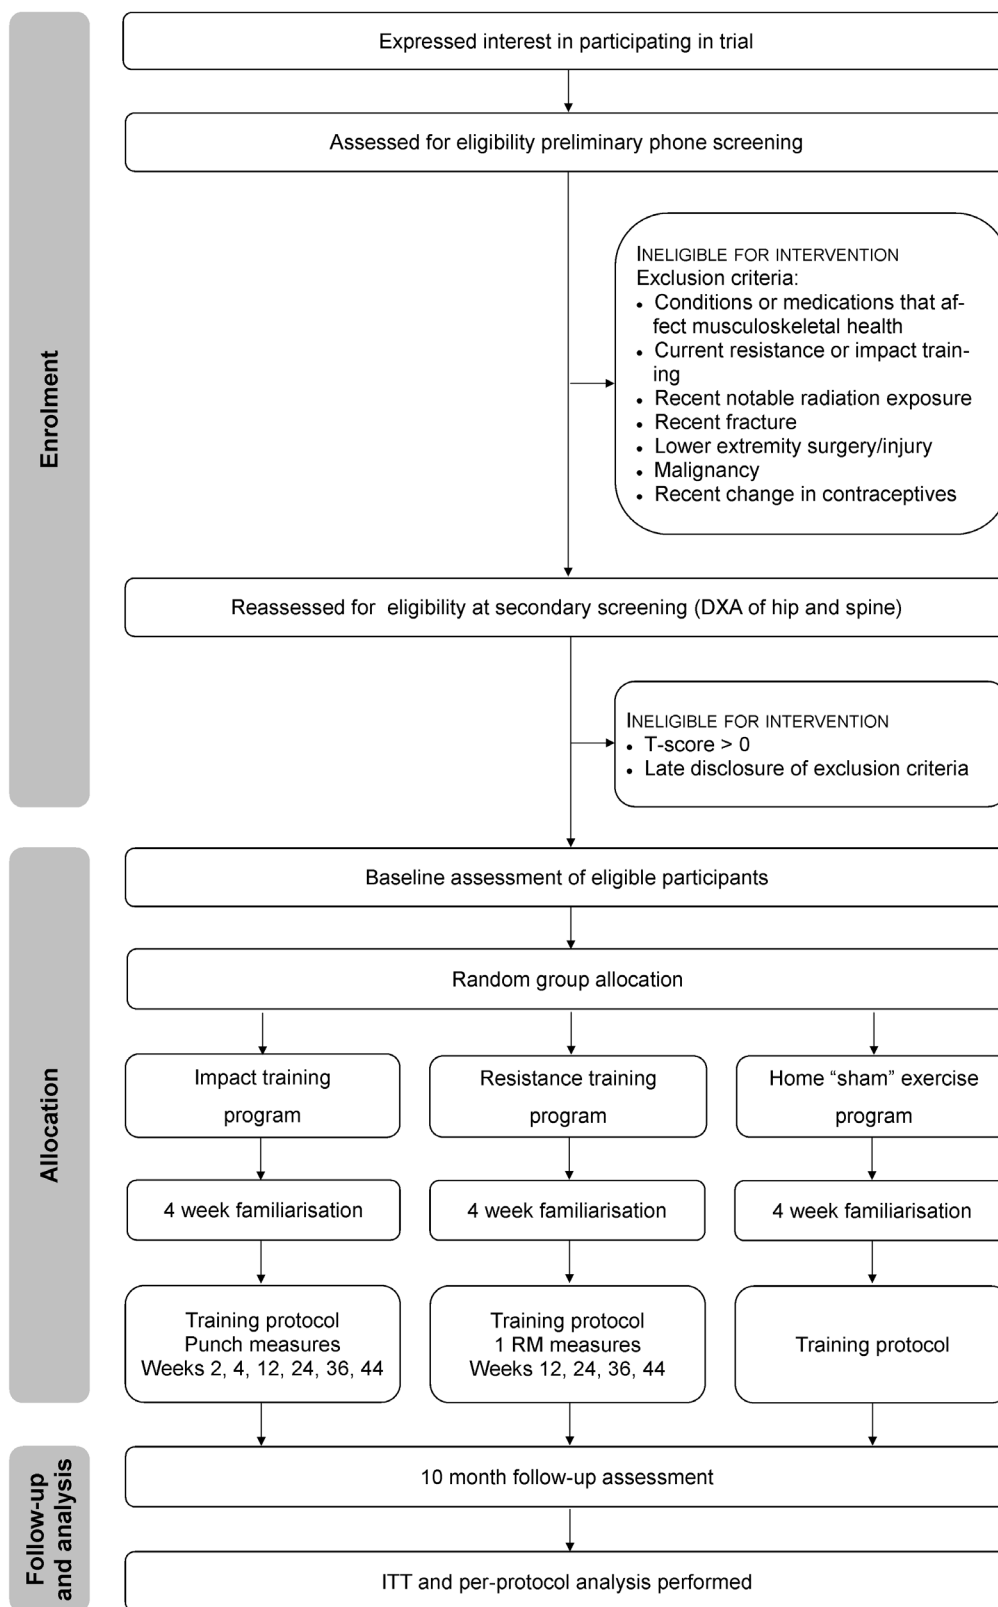 Enrolment
Expressed interest in participating in trial
Assessed for eligibility preliminary phone screening
INELIGIBLE FOR INTERVENTION
Exclusion criteria:
• Conditions or medications that af-
fect musculoskeletal health
• Current resistance or impact train-
ing
• Recent notable radiation exposure
• Recent fracture
• Lower extremity surgery/injury
• Malignancy
• Recent change in contraceptives
Reassessed for  eligibility at secondary screening (DXA of hip and spine)
INELIGIBLE FOR INTERVENTION
• T-score > 0
• Late disclosure of exclusion criteria
Allocation
Baseline assessment of eligible participants
Random group allocation
Impact training
program
Resistance training
program
Home “sham” exercise
program
4 week familiarisation
4 week familiarisation
4 week familiarisation
Training protocol
Punch measures
Weeks 2, 4, 12, 24, 36, 44
Training protocol
1 RM measures
Weeks 12, 24, 36, 44
Training protocol
Follow-up
and analysis
10 month follow-up assessment
ITT and per-protocol analysis performed